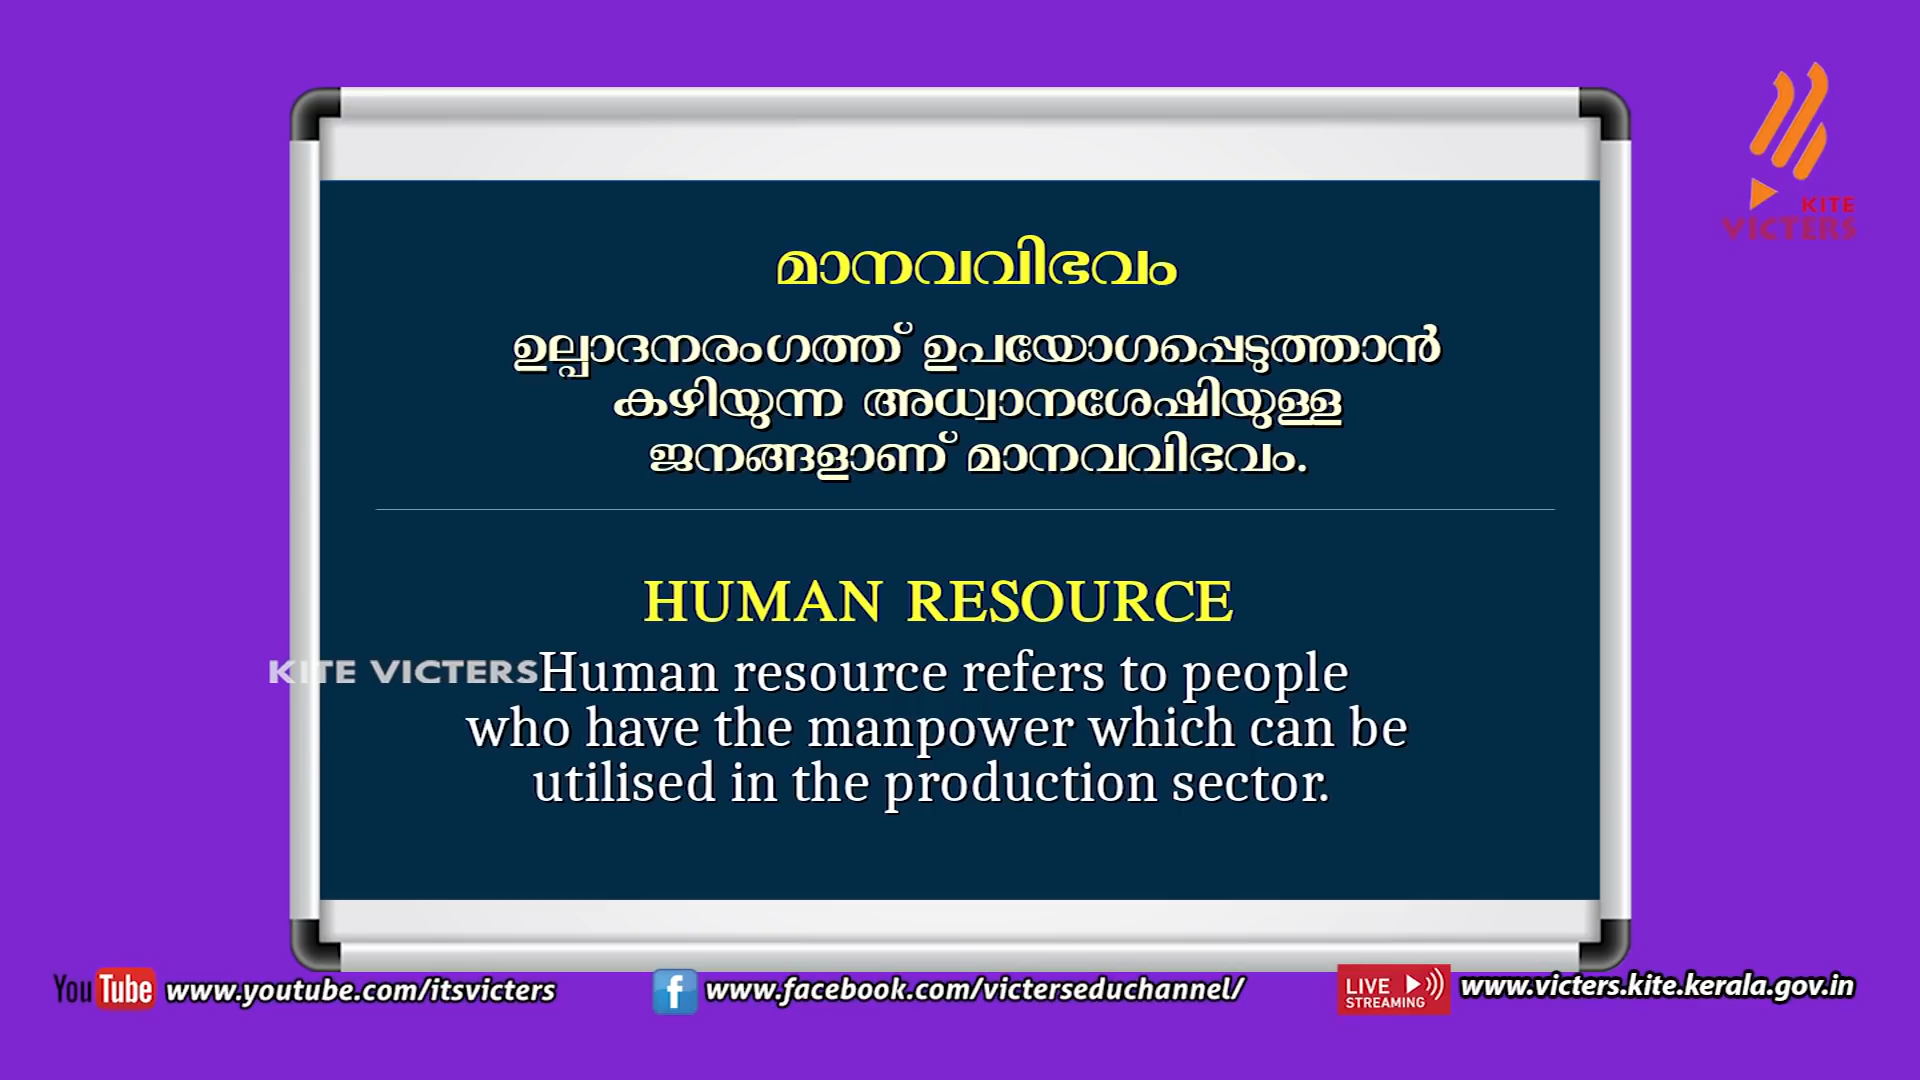 KITE
VICTERS
മാനവവിഭവം
ഉല്പാദനരംഗത്ത് ഉപയോഗപ്പെടുത്താൻ
കഴിയുന്ന അധ്വാനശേഷിയുള്ള
ജനങ്ങളാണ് മാനവവിഭവം.
HUMAN RESOURCE
KITE VICTERS
Human resource refers to people
who have the manpower which can be
utilised in the production sector.
YouTube www.youtube.com/itsvicters
f www.facebook.com/victerseduchannel/
LIVE STREAMING www.victers.kite.kerala.gov.in